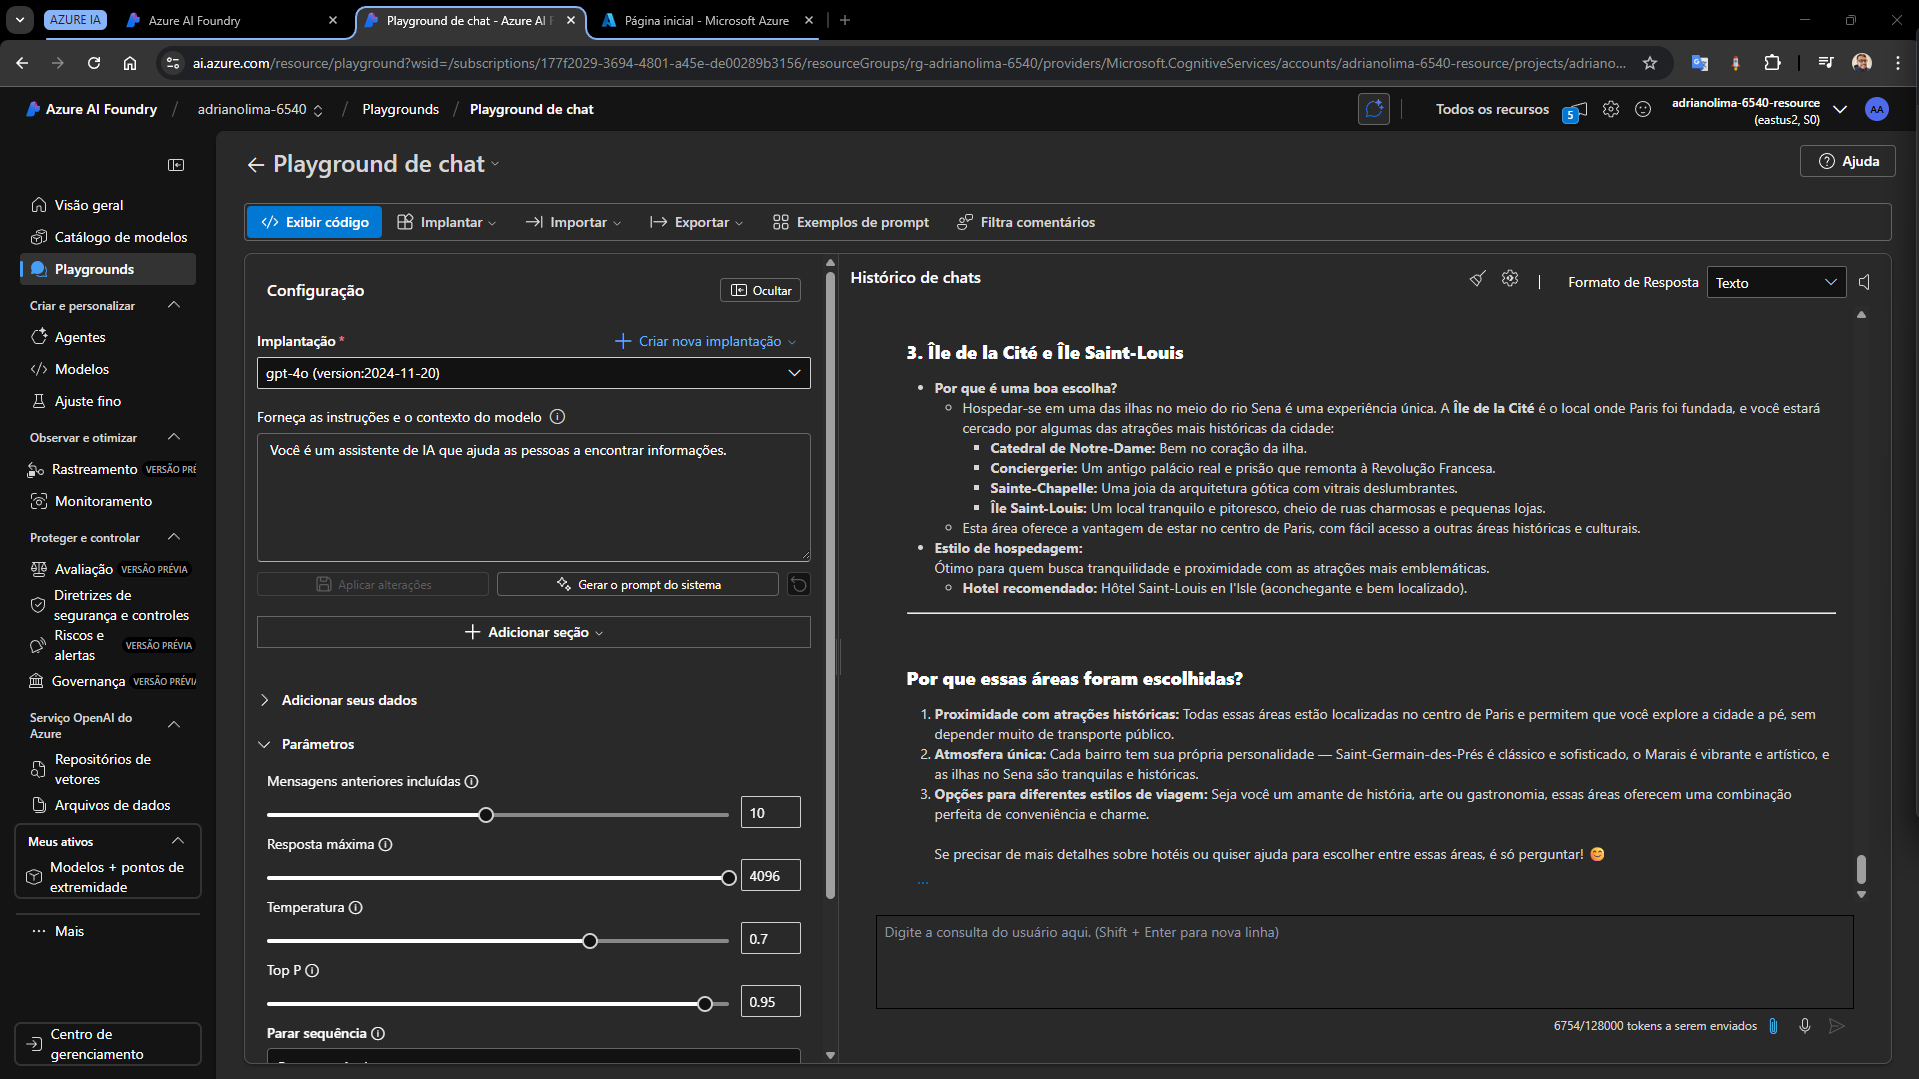 AZURE IA
Azure AI Foundry
Playground de chat - Azure AI F
Página inicial - Microsoft Azure
ai.azure.com/resource/playground?wsid=/subscriptions/177f2029-3694-4801-a45e-de00289b3156/resourceGroups/rg-adrianolima-6540/providers/Microsoft.CognitiveServices/accounts/adrianolima-6540-resource/projects/adriano...
Azure AI Foundry / adrianolima-6540 / Playgrounds / Playground de chat
Todos os recursos
5
adrianolima-6540-resource
(eastus2, S0)
AA
Playground de chat
Ajuda
Visão geral
Catálogo de modelos
Playgrounds
Criar e personalizar
Agentes
Modelos
Ajuste fino
Observar e otimizar
Rastreamento VERSÃO PRÉ
Monitoramento
Proteger e controlar
Avaliação VERSÃO PRÉVIA
Diretrizes de
segurança e controles
Riscos e
alertas
VERSÃO PRÉVIA
Governança VERSÃO PRÉVI
Serviço OpenAI do
Azure
Repositórios de
vetores
Arquivos de dados
Meus ativos
Modelos + pontos de
extremidade
Mais
Centro de
gerenciamento
Exibir código
Implantar
Importar
Exportar
Exemplos de prompt
Filtra comentários
Configuração
Ocultar
Implantação *
Criar nova implantação
gpt-4o (version:2024-11-20)
Forneça as instruções e o contexto do modelo
Você é um assistente de IA que ajuda as pessoas a encontrar informações.
Aplicar alterações
Gerar o prompt do sistema
Adicionar seção
Adicionar seus dados
Parâmetros
Mensagens anteriores incluídas
10
Resposta máxima
4096
Temperatura
0.7
Top P
0.95
Parar sequência
Histórico de chats
Formato de Resposta
Texto
3. Île de la Cité e Île Saint-Louis
• Por que é uma boa escolha?
Hospedar-se em uma das ilhas no meio do rio Sena é uma experiência única. A Île de la Cité é o local onde Paris foi fundada, e você estará
cercado por algumas das atrações mais históricas da cidade:
Catedral de Notre-Dame: Bem no coração da ilha.
Conciergerie: Um antigo palácio real e prisão que remonta à Revolução Francesa.
Sainte-Chapelle: Uma joia da arquitetura gótica com vitrais deslumbrantes.
Île Saint-Louis: Um local tranquilo e pitoresco, cheio de ruas charmosas e pequenas lojas.
Esta área oferece a vantagem de estar no centro de Paris, com fácil acesso a outras áreas históricas e culturais.
• Estilo de hospedagem:
Ótimo para quem busca tranquilidade e proximidade com as atrações mais emblemáticas.
Hotel recomendado: Hôtel Saint-Louis en l'Isle (aconchegante e bem localizado).
Por que essas áreas foram escolhidas?
1. Proximidade com atrações históricas: Todas essas áreas estão localizadas no centro de Paris e permitem que você explore a cidade a pé, sem
depender muito de transporte público.
2. Atmosfera única: Cada bairro tem sua própria personalidade — Saint-Germain-des-Prés é clássico e sofisticado, o Marais é vibrante e artístico, e
as ilhas no Sena são tranquilas e históricas.
3. Opções para diferentes estilos de viagem: Seja você um amante de história, arte ou gastronomia, essas áreas oferecem uma combinação
perfeita de conveniência e charme.
Se precisar de mais detalhes sobre hotéis ou quiser ajuda para escolher entre essas áreas, é só perguntar! 😊
...
Digite a consulta do usuário aqui. (Shift + Enter para nova linha)
6754/128000 tokens a serem enviados